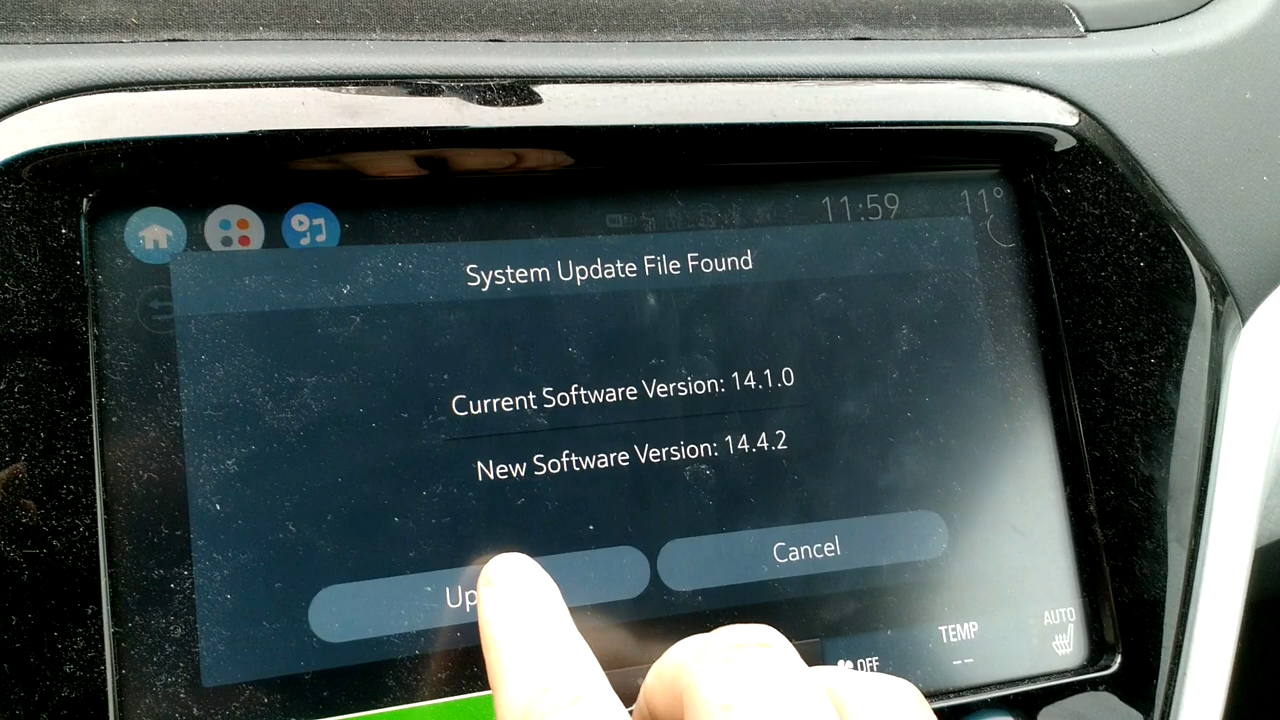 11:59
11°
System Update File Found
Current Software Version: 14.1.0
New Software Version: 14.4.2
Up
Cancel
OFF
TEMP
--
AUTO